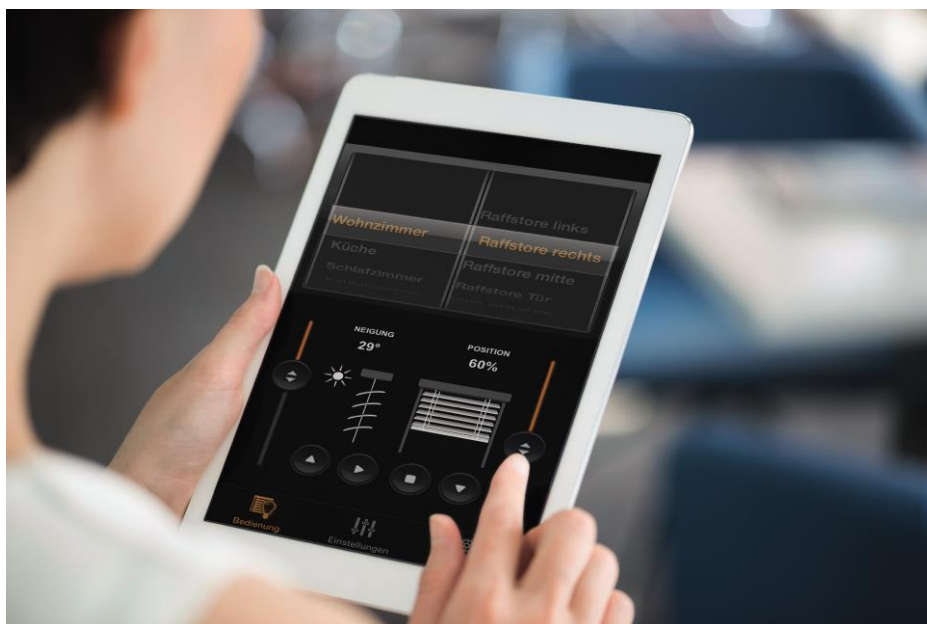 Wohnzimmer
Küche
Schlafzimmer
Raffstore links
Raffstore rechts
Raffstore mitte
Raffstore Tür
NEIGUNG
29°
POSITION
60%
Bedienung
Einstellungen